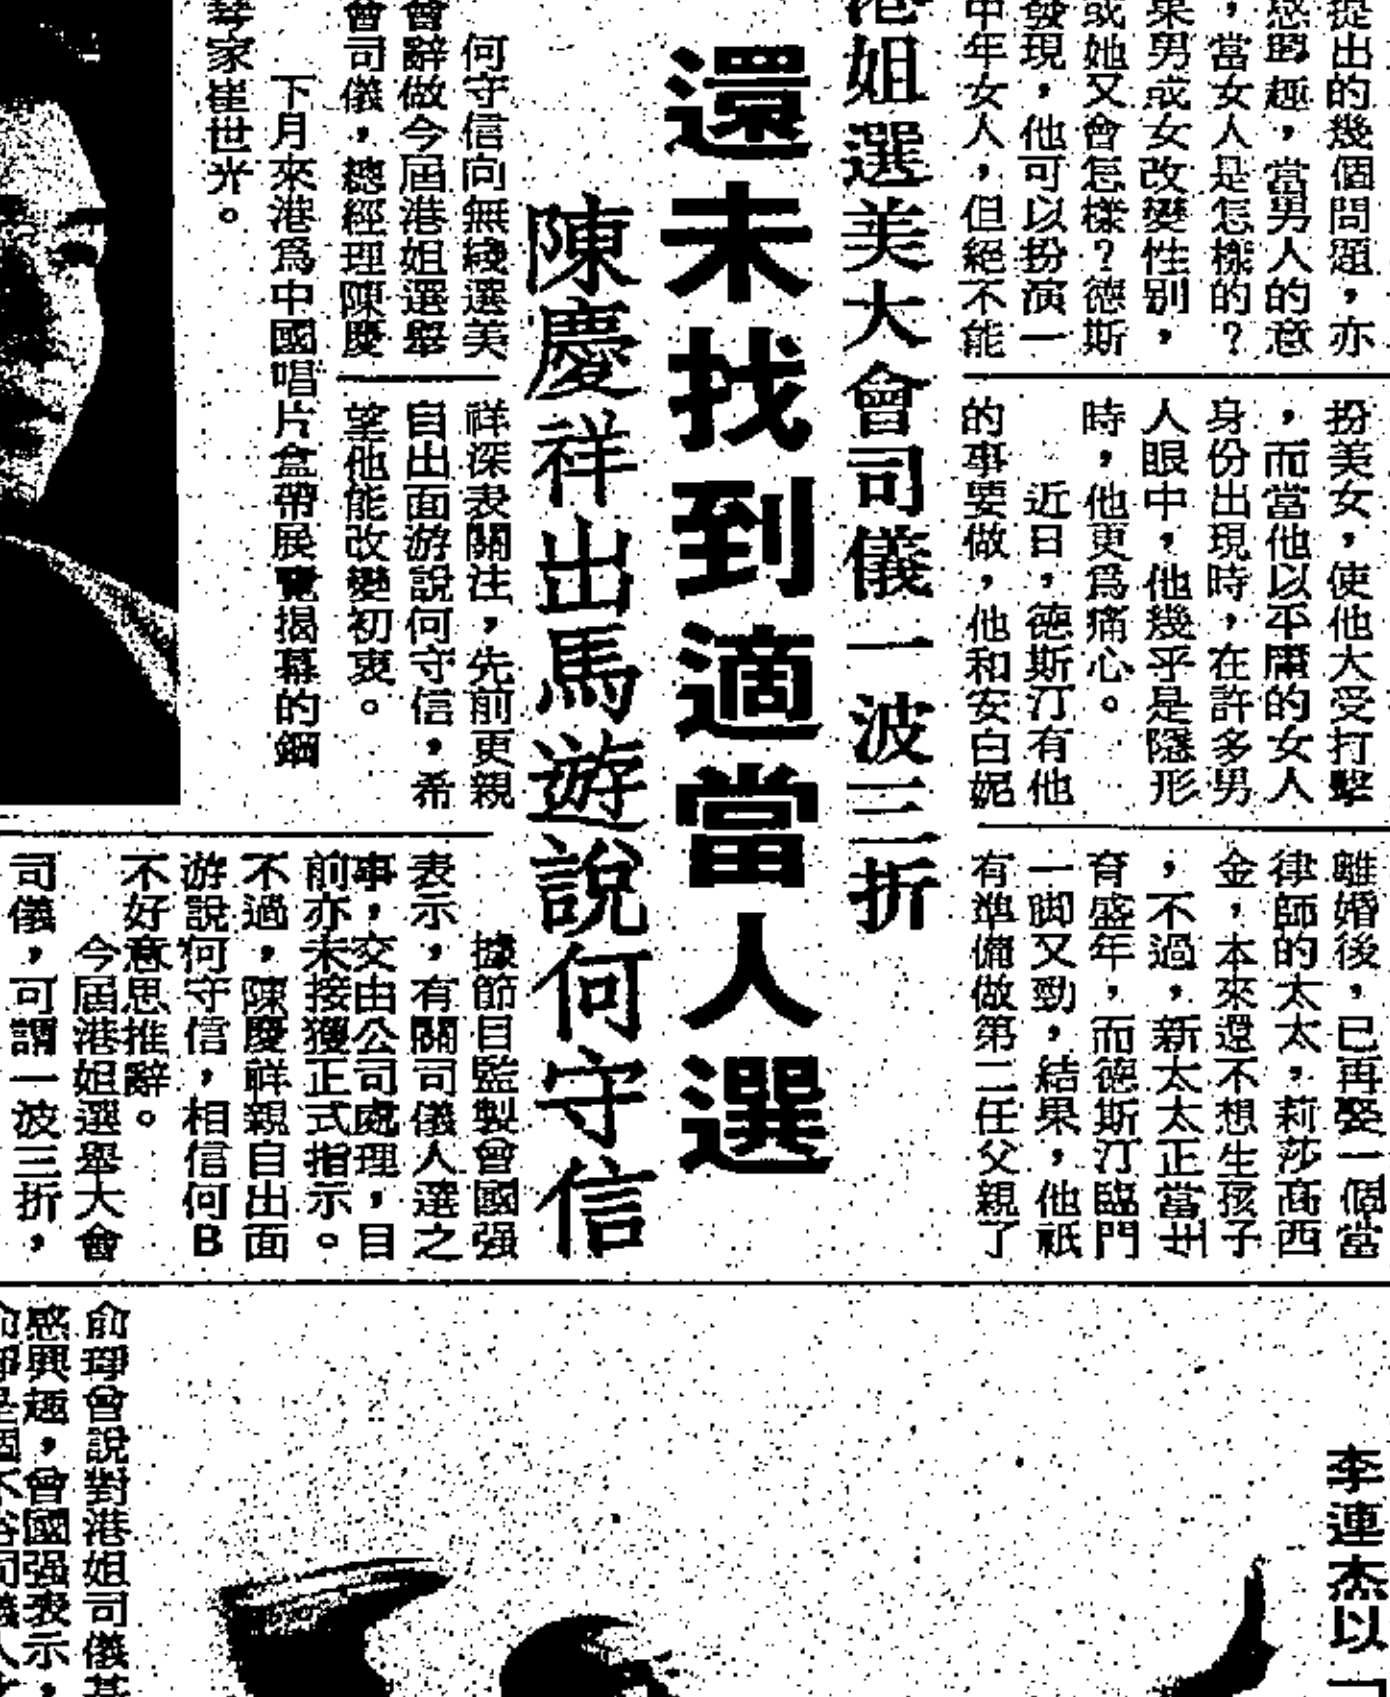 提出的幾個問題，亦
感興趣，當男人的意
，當女人是怎樣的？
果男或女改變性别，
或她又會怎樣？德斯
發現，他可以扮演一
中年女人，但絕不能
扮美女，使他大受打擊
，而當他以平庸的女人
身份出現時，在許多男
人眼中，他幾乎是隱形
時，他更爲痛心。
近日，德斯汀有他
的事要做，他和安白妮
離婚後，已再娶一個當
律師的太太，莉莎高西
金，本來還不想生孩子
，不過，新太太正當卅
育盛年，而德斯汀臨門
一脚又勁，結果，他祇
有準備做第二任父親了
港姐選美大會司儀一波三折
還未找到適當人選
陳慶祥出馬遊說何守信
何守信向無綫選美
會辭做今屆港姐選舉
會司儀，總經理陳慶
祥深表關注，先前更親
自出面游説何守信，希
望他能改變初衷。
據節目監製曾國强
表示，有關司儀人選之
事，交由公司處理，目
前亦未接獲正式指示。
不過，陳慶祥親自出面
游說何守信，相信何B
不好意思推辭。
今屆港姐選舉大會
司儀，可謂一波三折，
下月來港爲中國唱片盒帶展覽揭幕的鋼
琴家崔世光。
俞琤曾説對港姐司儀甚
感興趣，曾國强表示，
李連杰以「